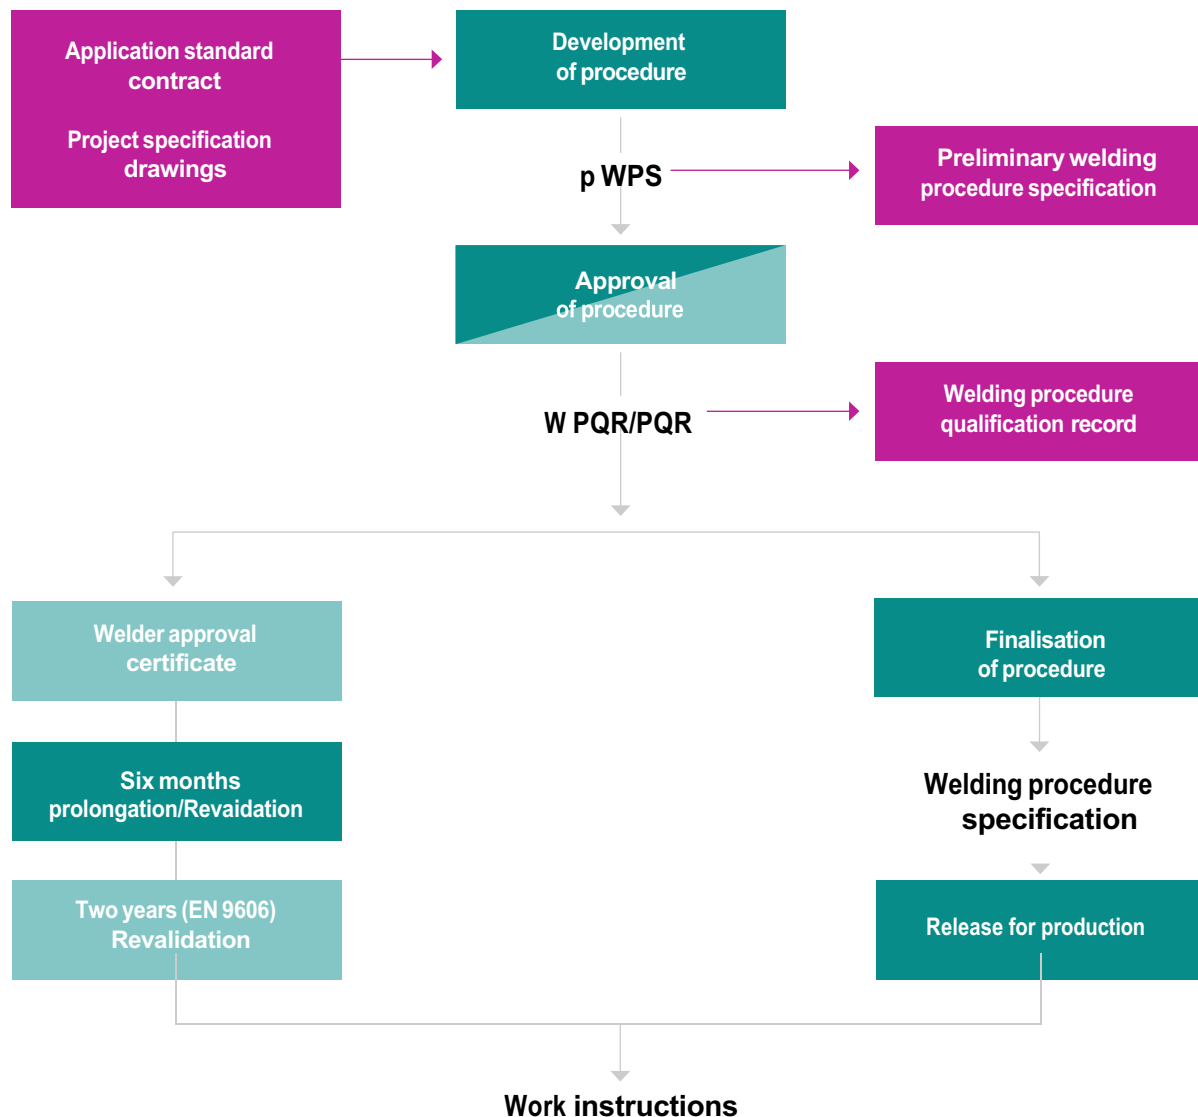 Application standard
contract
Project specification
drawings
Development
of procedure
p WPS
Preliminary welding
procedure specification
Approval
of procedure
W PQR/PQR
Welding procedure
qualification record
Welder approval
certificate
Six months
prolongation/Revaidation
Two years (EN 9606)
Revalidation
Finalisation
of procedure
Welding procedure
specification
Release for production
Work instructions